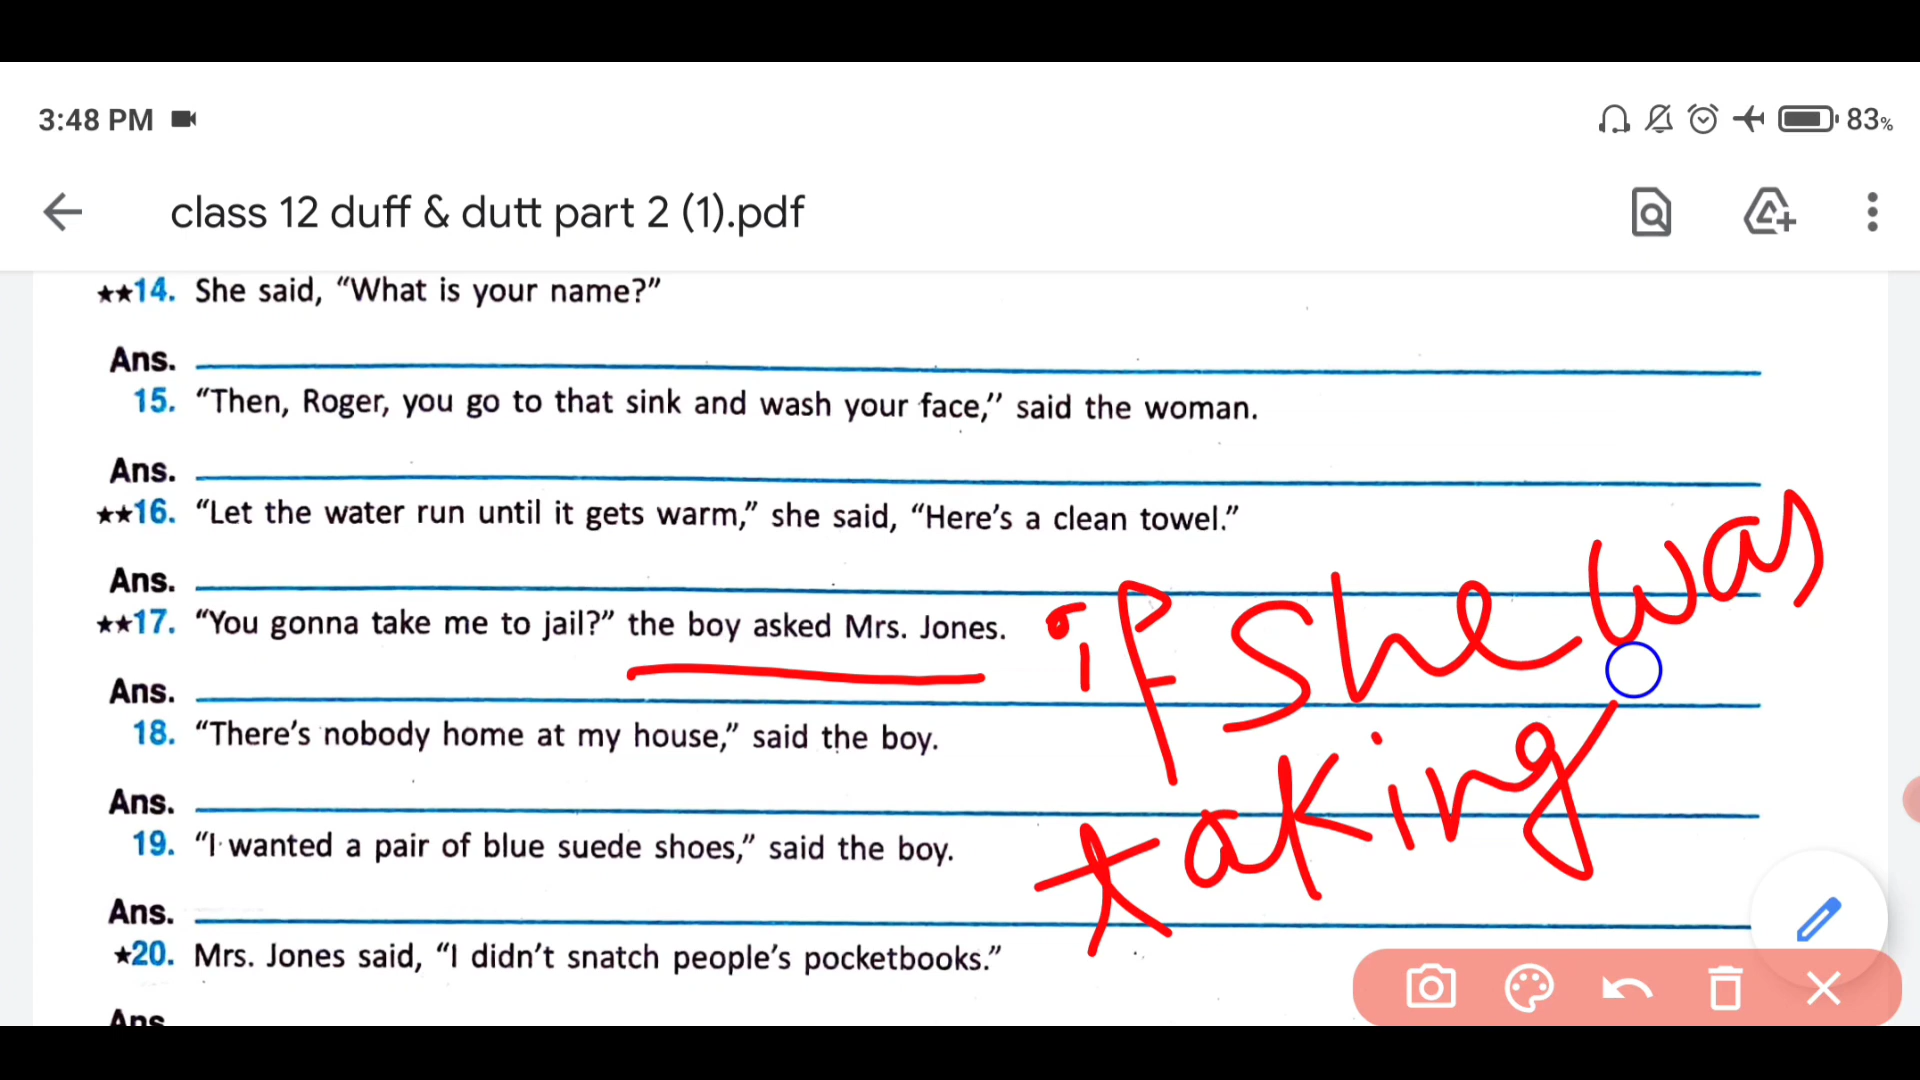 3:48 PM 83%
class 12 duff & dutt part 2 (1).pdf
★★14. She said, “What is your name?”
Ans.
15. “Then, Roger, you go to that sink and wash your face,” said the woman.
Ans.
★★16. “Let the water run until it gets warm,” she said, “Here’s a clean towel.”
Ans.
★★17. “You gonna take me to jail?” the boy asked Mrs. Jones. if she was
taking
Ans.
18. “There’s nobody home at my house,” said the boy.
Ans.
19. “I wanted a pair of blue suede shoes,” said the boy.
Ans.
★20. Mrs. Jones said, “I didn’t snatch people’s pocketbooks.”
Ans